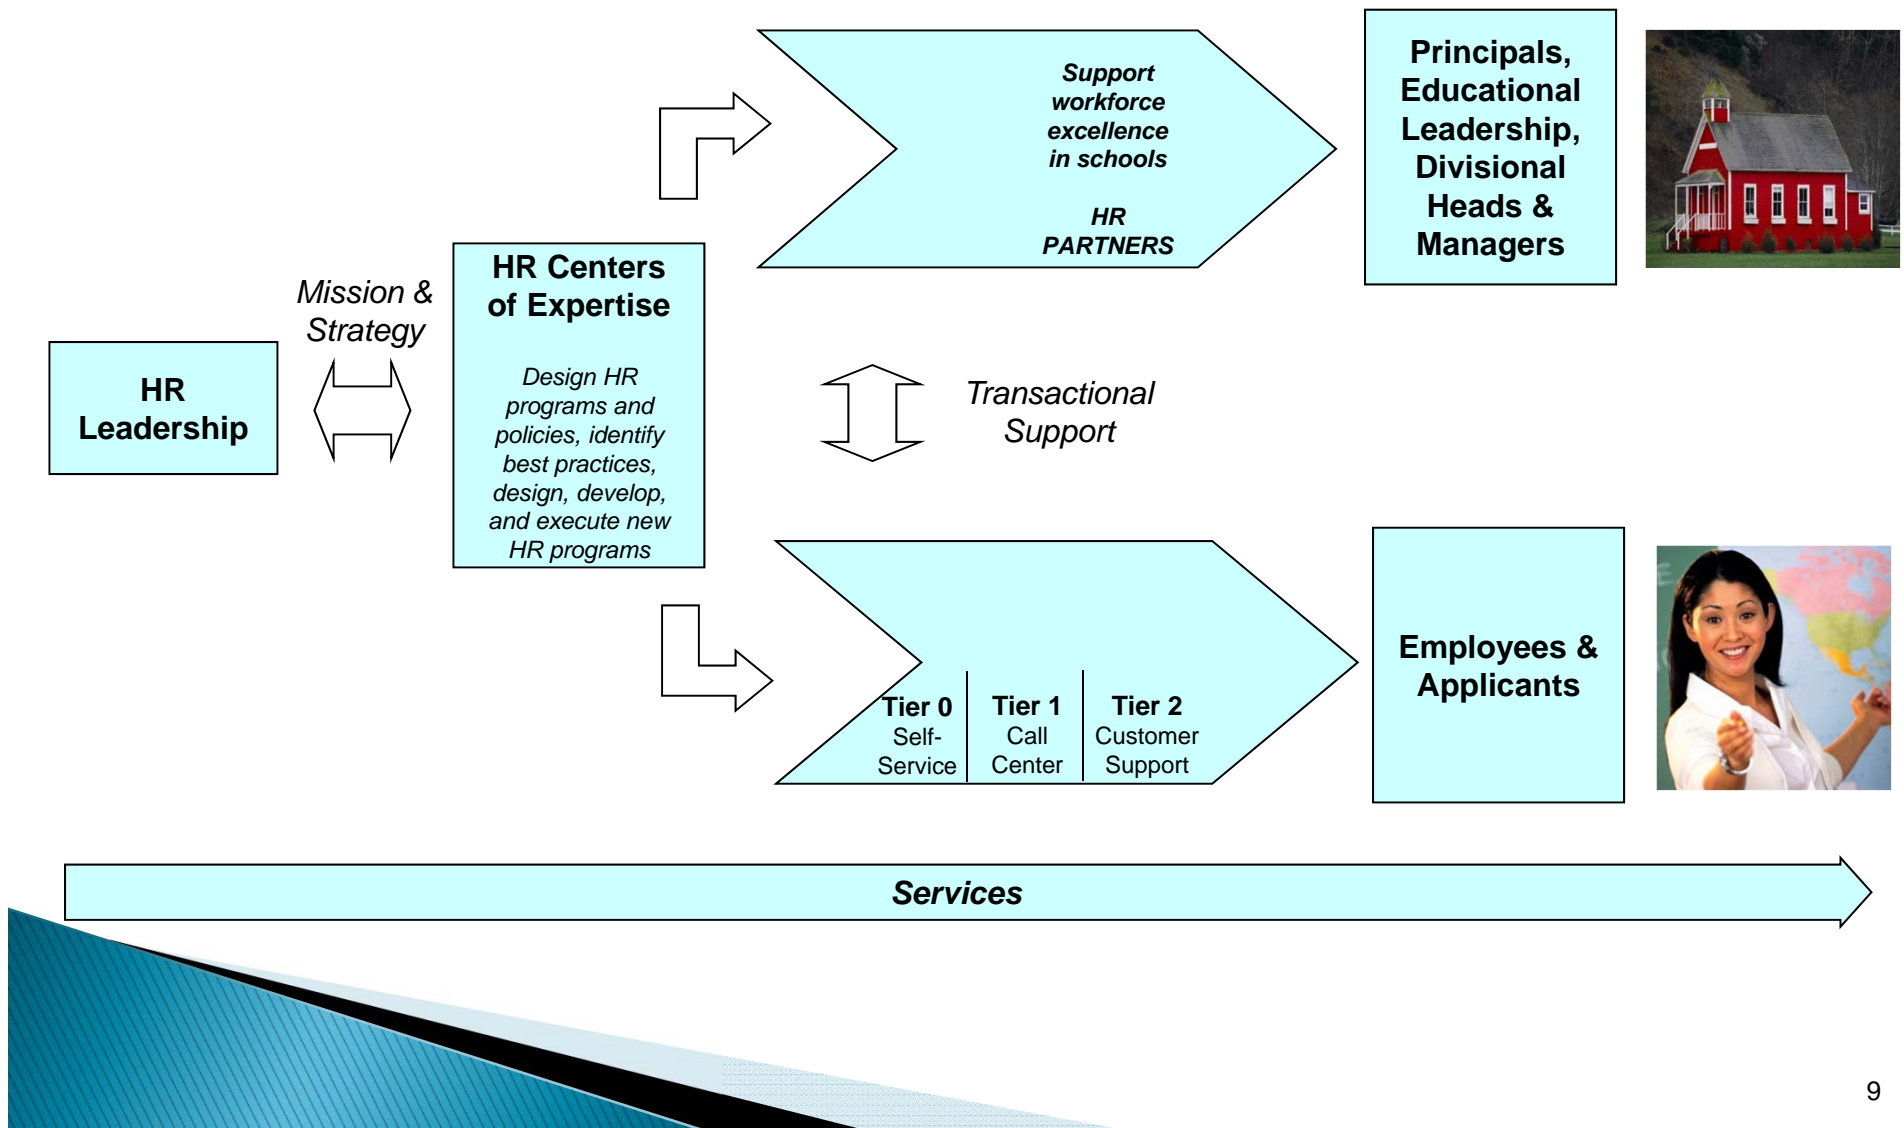 Support
workforce
excellence
in schools
HR
PARTNERS
Principals,
Educational
Leadership,
Divisional
Heads &
Managers
HR Centers
of Expertise
Design HR
programs and
policies, identify
best practices,
design, develop,
and execute new
HR programs
Mission &
Strategy
HR
Leadership
Transactional
Support
Tier 0
Self-
Service
Tier 1
Call
Center
Tier 2
Customer
Support
Employees &
Applicants
Services
9